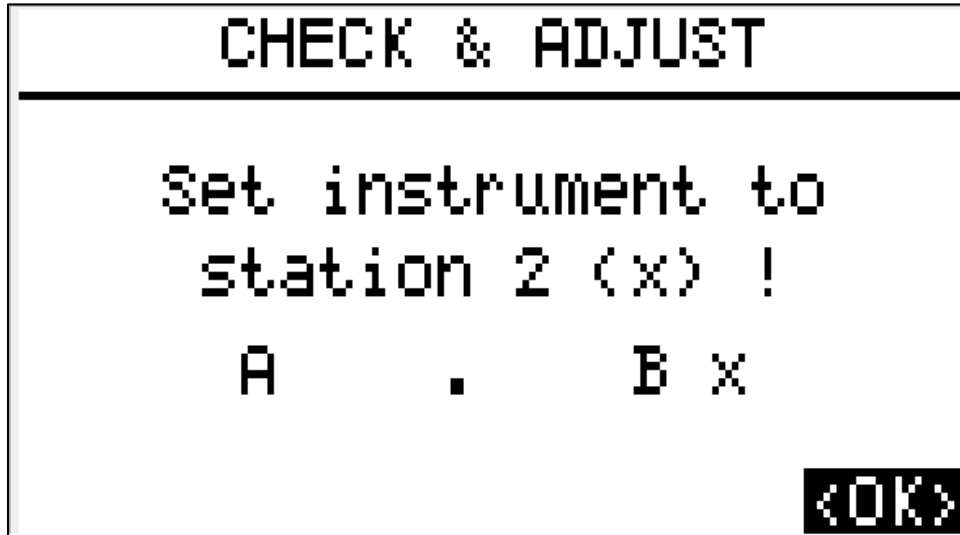 CHECK & ADJUST
Set instrument to
station 2 (x) !
A . B x
<OK>